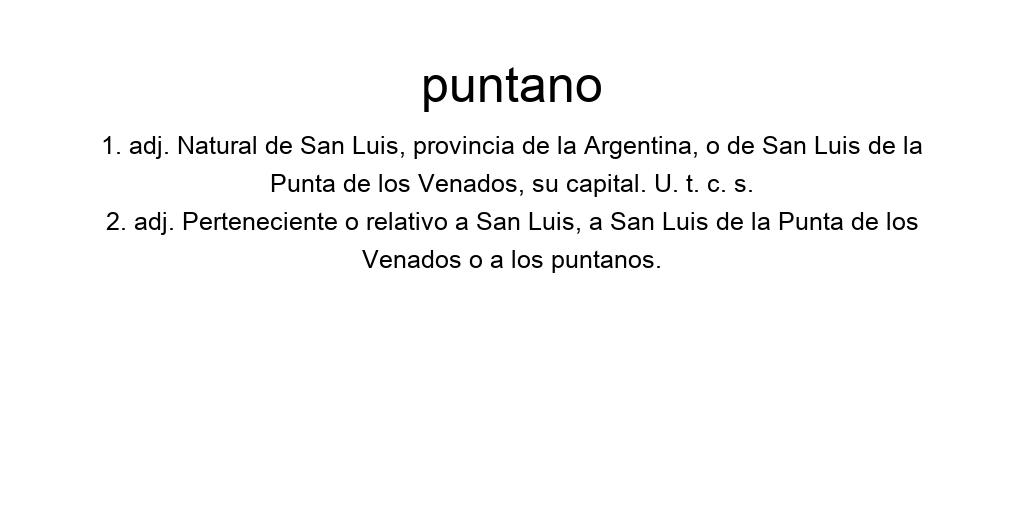 puntano
1. adj. Natural de San Luis, provincia de la Argentina, o de San Luis de la
Punta de los Venados, su capital. U. t. c. s.
2. adj. Perteneciente o relativo a San Luis, a San Luis de la Punta de los
Venados o a los puntanos.